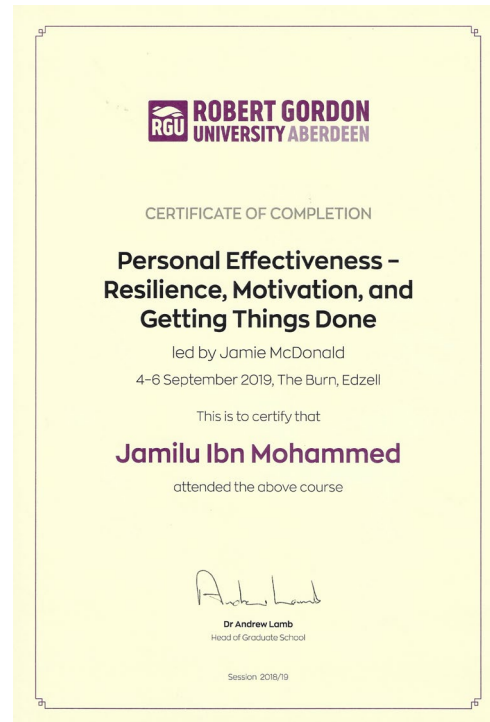 RGU
ROBERT GORDON
UNIVERSITY ABERDEEN
CERTIFICATE OF COMPLETION
Personal Effectiveness –
Resilience, Motivation, and
Getting Things Done
led by Jamie McDonald
4-6 September 2019, The Burn, Edzell
This is to certify that
Jamilu Ibn Mohammed
attended the above course
Andrew Lamb
Dr Andrew Lamb
Head of Graduate School
Session 2018/19